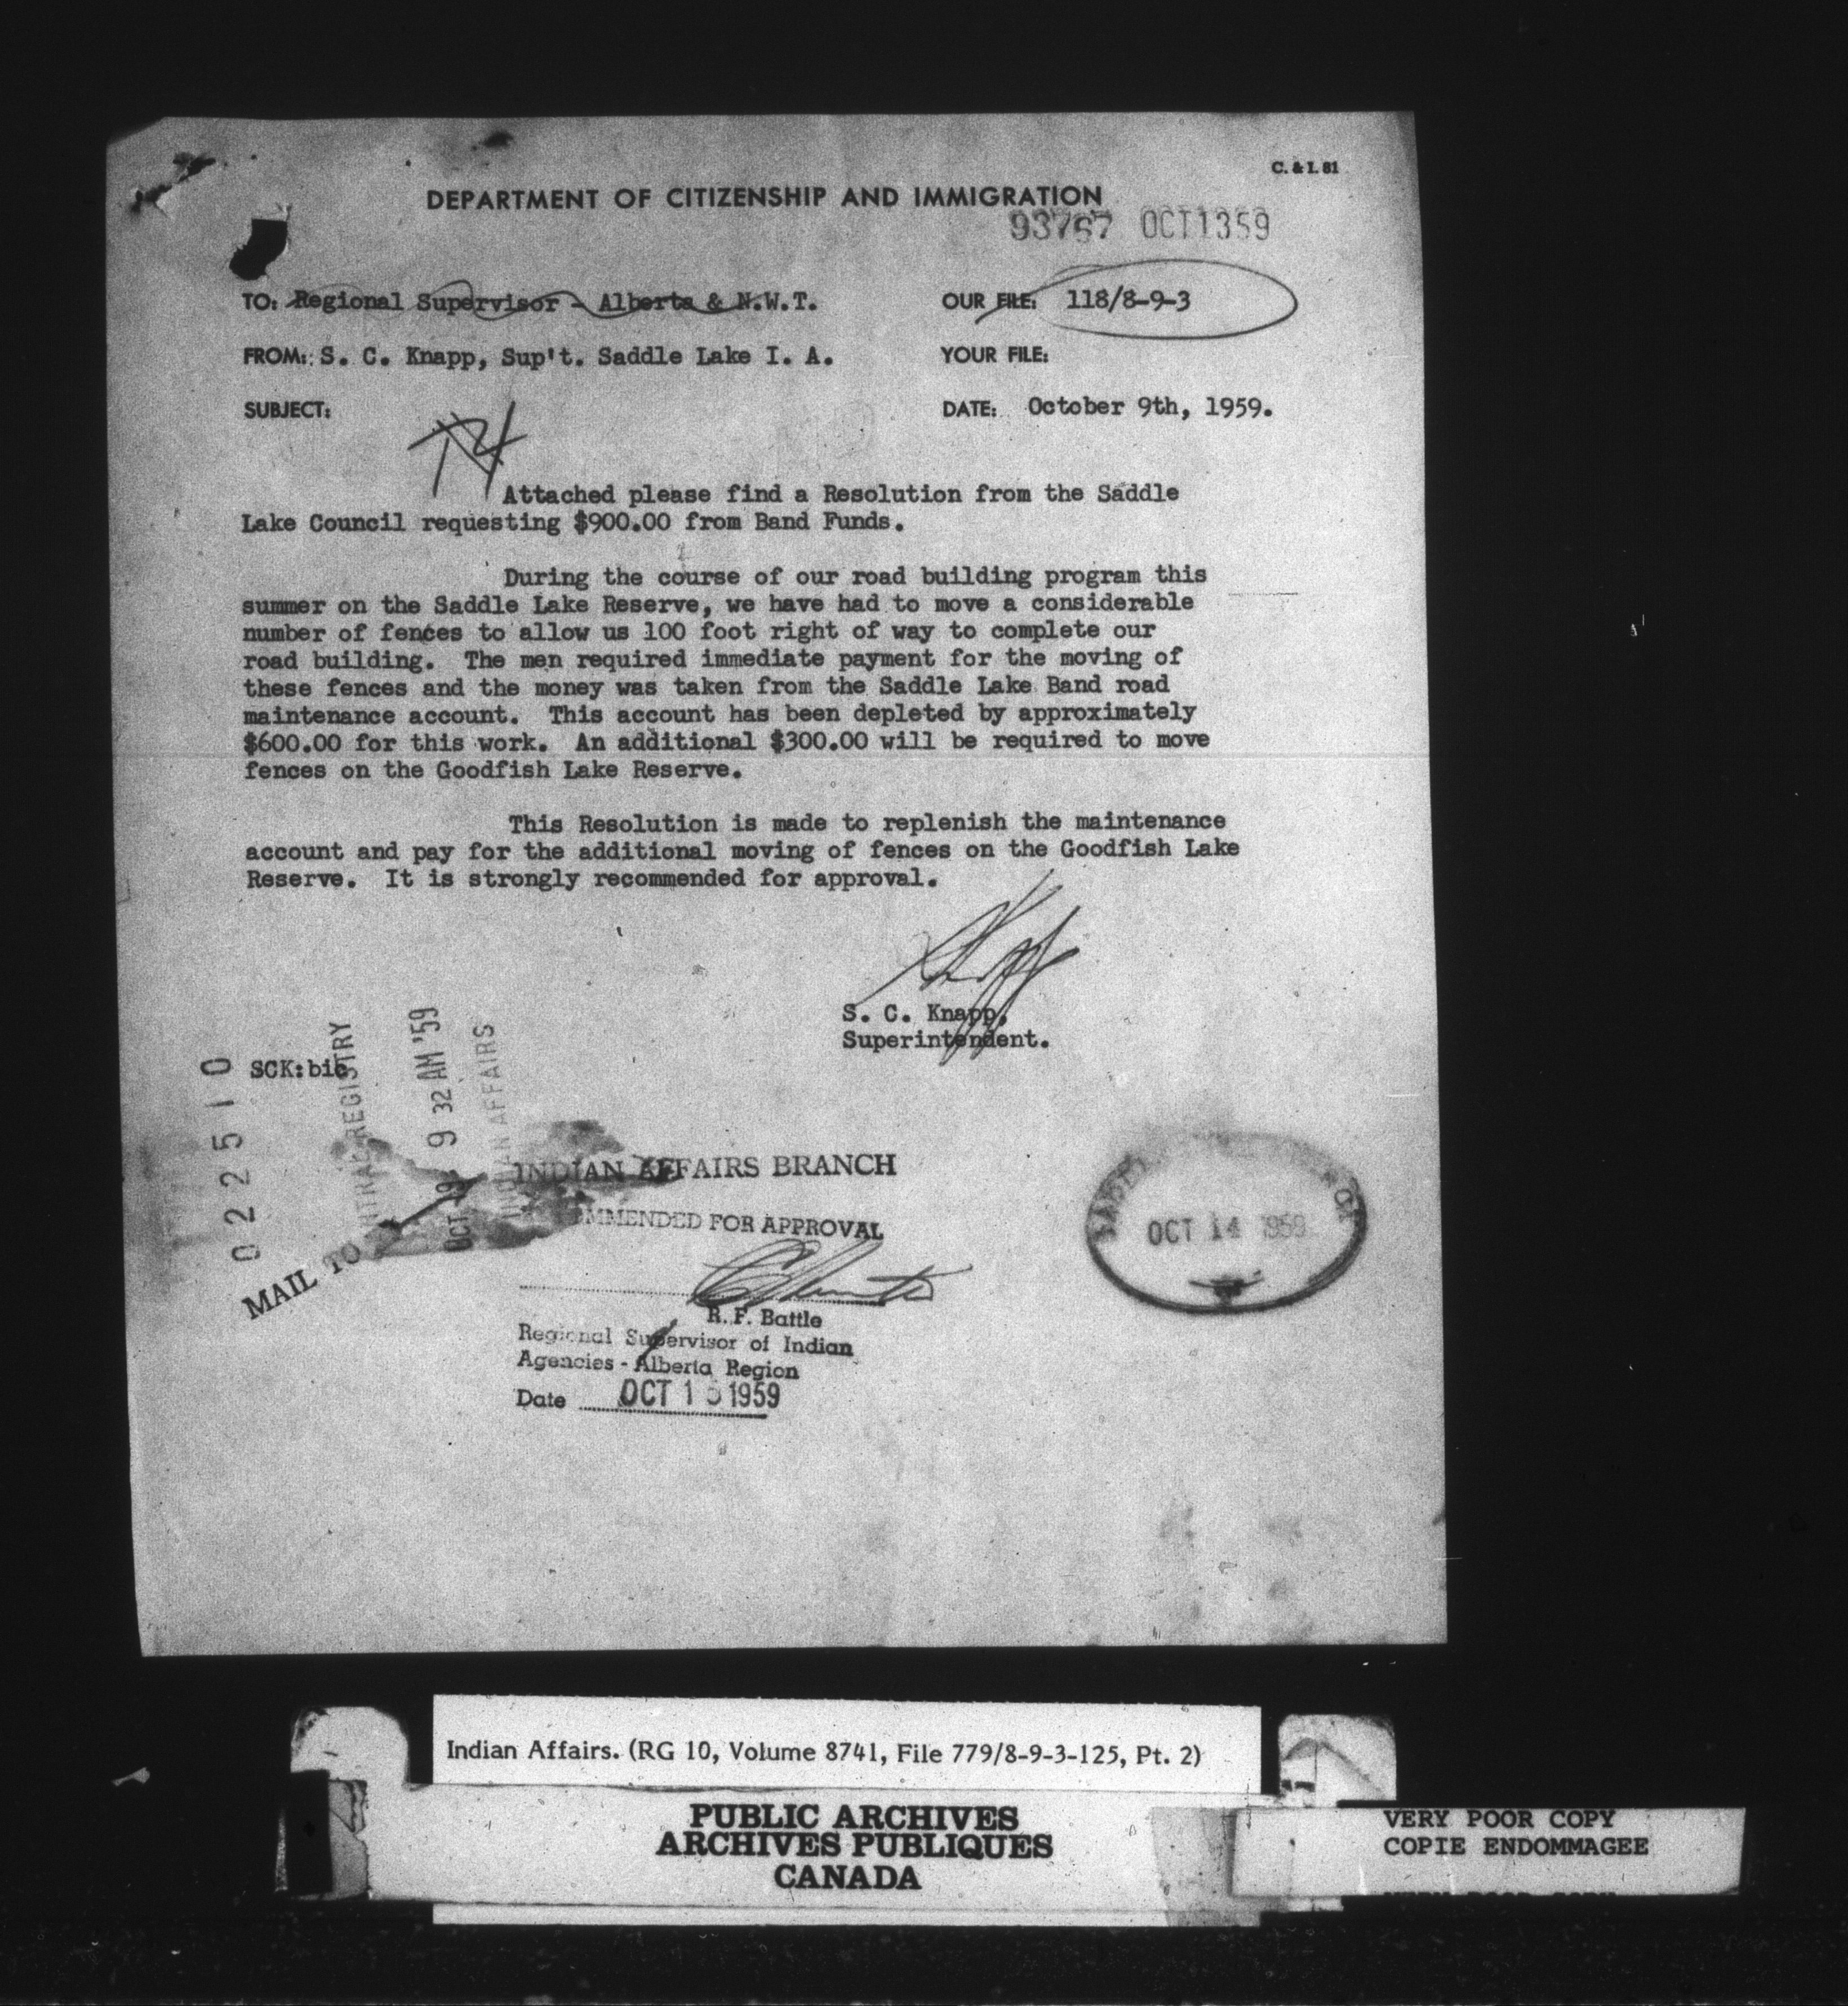 C. & I. 81
DEPARTMENT OF CITIZENSHIP AND IMMIGRATION
93767 OCT1359
TO: Regional Supervisor - Alberta & N.W.T.
OUR FILE: 118/8-9-3
FROM: S. C. Knapp, Sup't. Saddle Lake I. A.
YOUR FILE:
SUBJECT:
DATE: October 9th, 1959.
Attached please find a Resolution from the Saddle
Lake Council requesting $900.00 from Band Funds.
During the course of our road building program this
summer on the Saddle Lake Reserve, we have had to move a considerable
number of fences to allow us 100 foot right of way to complete our
road building. The men required immediate payment for the moving of
these fences and the money was taken from the Saddle Lake Band road
maintenance account. This account has been depleted by approximately
$600.00 for this work. An additional $300.00 will be required to move
fences on the Goodfish Lake Reserve.
This Resolution is made to replenish the maintenance
account and pay for the additional moving of fences on the Goodfish Lake
Reserve. It is strongly recommended for approval.
S. C. Knapp,
Superintendent.
SCK:bic
022510
REGISTRY
OCT 19 9 32 AM '59
INDIAN AFFAIRS
MAIL TO
INDIAN AFFAIRS BRANCH
MMENDED FOR APPROVAL
R. F. Battle
Regional Supervisor of Indian
Agencies - Alberta Region
Date OCT 15 1959
OCT 14 1959
Indian Affairs. (RG 10, Volume 8741, File 779/8-9-3-125, Pt. 2)
PUBLIC ARCHIVES
ARCHIVES PUBLIQUES
CANADA
VERY POOR COPY
COPIE ENDOMMAGEE